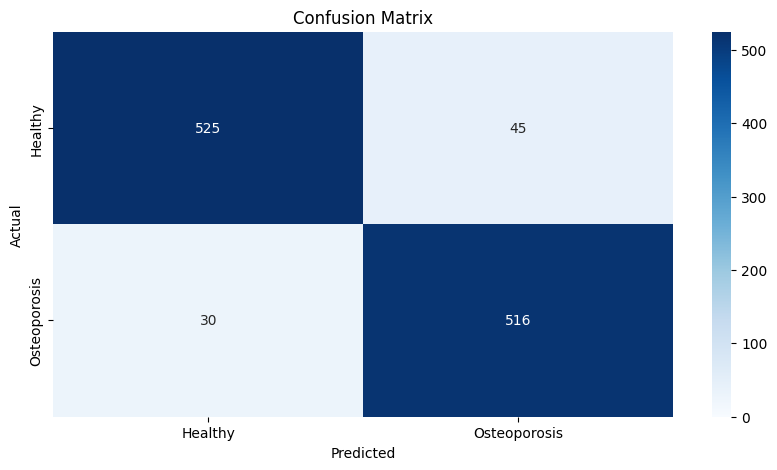 Confusion Matrix
Healthy
Osteoporosis
Actual
525
45
30
516
Healthy
Osteoporosis
Predicted
500
400
300
200
100
0